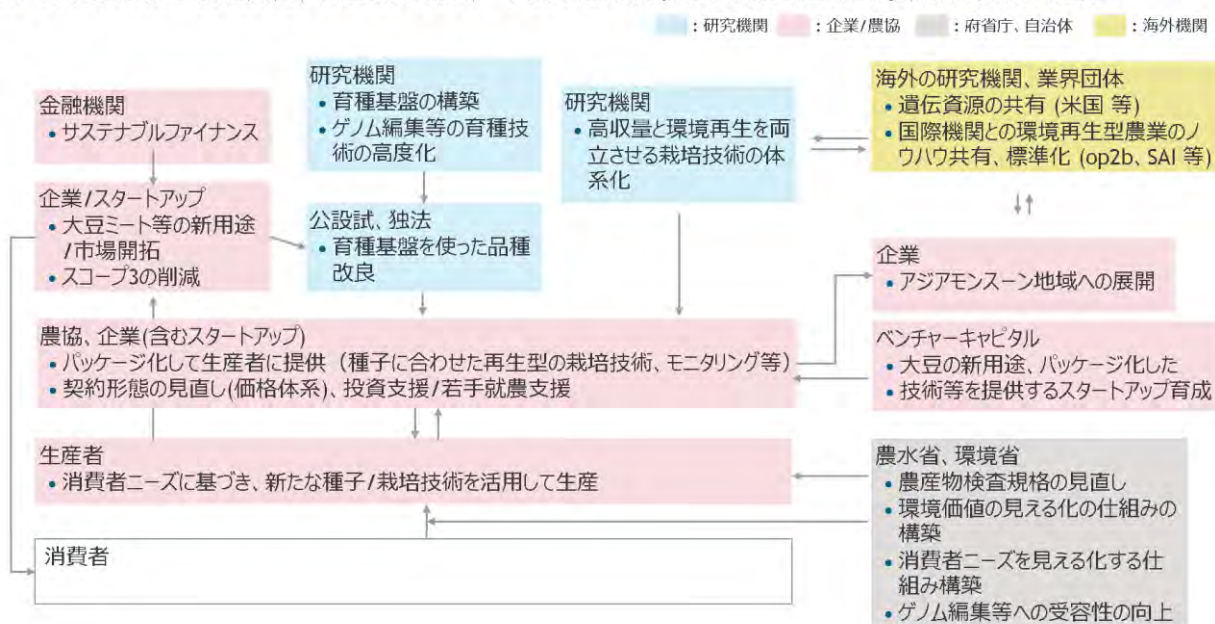 ：研究機関
：企業/農協
：府省庁、自治体
：海外機関
金融機関
• サステナブルファイナンス
研究機関
• 育種基盤の構築
• ゲノム編集等の育種技
術の高度化
研究機関
• 高収量と環境再生を両
立させる栽培技術の体
系化
海外の研究機関、業界団体
• 遺伝資源の共有 (米国 等)
• 国際機関との環境再生型農業のノ
ウハウ共有、標準化 (op2b、SAI 等)
企業/スタートアップ
• 大豆ミート等の新用途
/市場開拓
• スコープ3の削減
公設試、独法
• 育種基盤を使った品種
改良
企業
• アジアモンスーン地域への展開
農協、企業(含むスタートアップ)
• パッケージ化して生産者に提供（種子に合わせた再生型の栽培技術、モニタリング等）
• 契約形態の見直し(価格体系)、投資支援/若手就農支援
ベンチャーキャピタル
• 大豆の新用途、パッケージ化した
• 技術等を提供するスタートアップ育成
生産者
• 消費者ニーズに基づき、新たな種子/栽培技術を活用して生産
農水省、環境省
• 農産物検査規格の見直し
• 環境価値の見える化の仕組みの
構築
• 消費者ニーズを見える化する仕
組み構築
• ゲノム編集等への受容性の向上
消費者